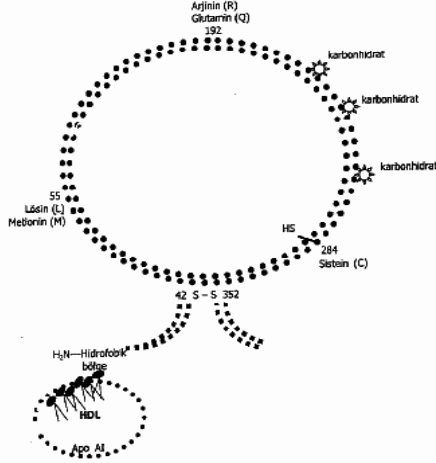 Arjinin (R)
Glutamin (Q)
192
karbonhidrat
karbonhidrat
karbonhidrat
55
Lösin (L)
Metionin (M)
HS
284
Sistein (C)
42 S – S 352
H₂N—Hidrofobik
bölge
HDL
Apo AI